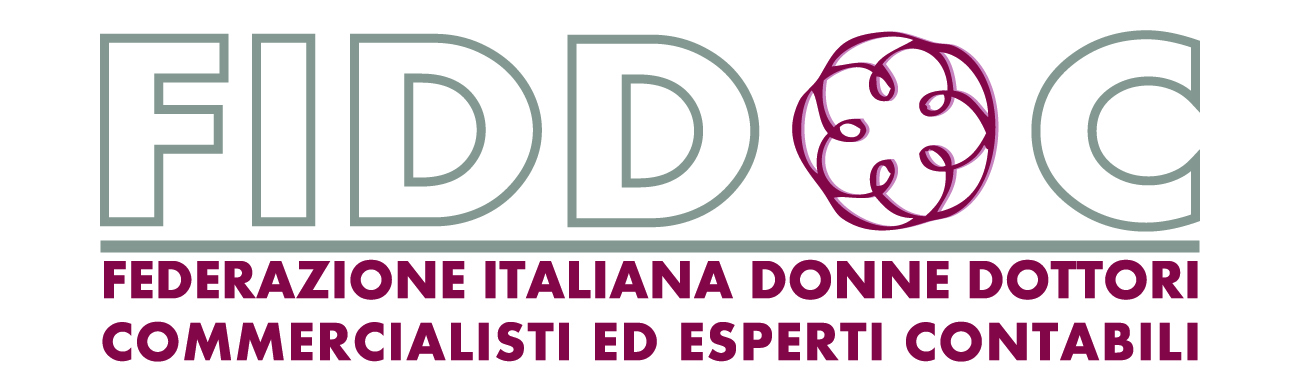 FIDDOC
FEDERAZIONE ITALIANA DONNE DOTTORI
COMMERCIALISTI ED ESPERTI CONTABILI